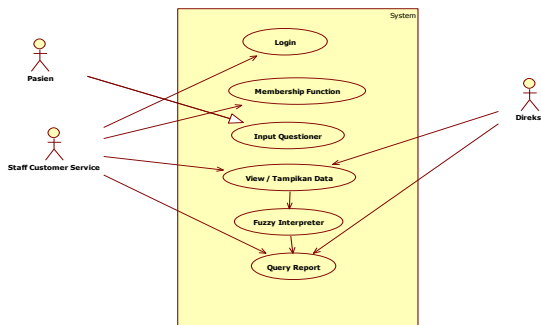 System
Login
Pasien
Membership Function
Direks
Input Questioner
Staff Customer Service
View / Tampikan Data
Fuzzy Interpreter
Query Report